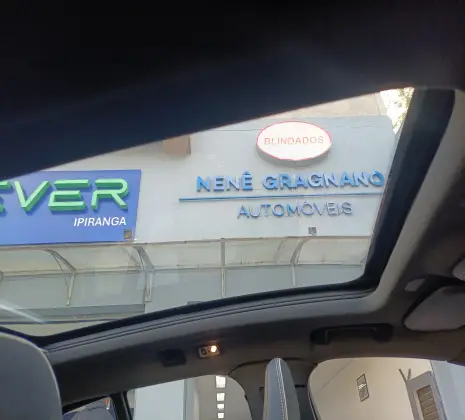 EVER
IPIRANGA
BLINDADOS
NENÊ GRAGNANO
AUTOMÓVEIS